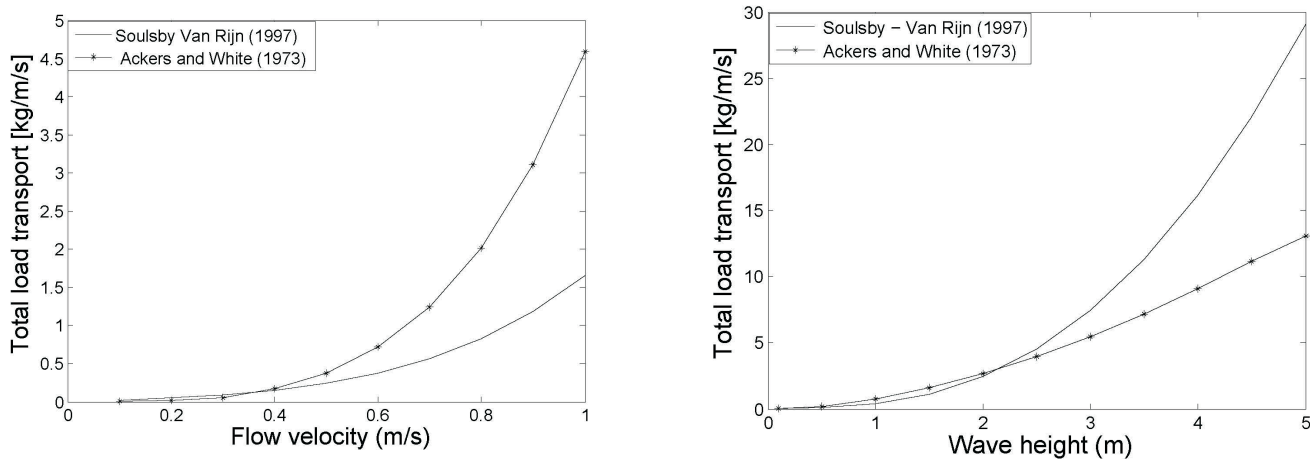 Total load transport [kg/m/s]
5
4.5
4
3.5
3
2.5
2
1.5
1
0.5
0
Soulsby Van Rijn (1997)
Ackers and White (1973)
0 0.2 0.4 0.6 0.8 1
Flow velocity (m/s)
Total load transport [kg/m/s]
30
25
20
15
10
5
0
Soulsby − Van Rijn (1997)
Ackers and White (1973)
0 1 2 3 4 5
Wave height (m)